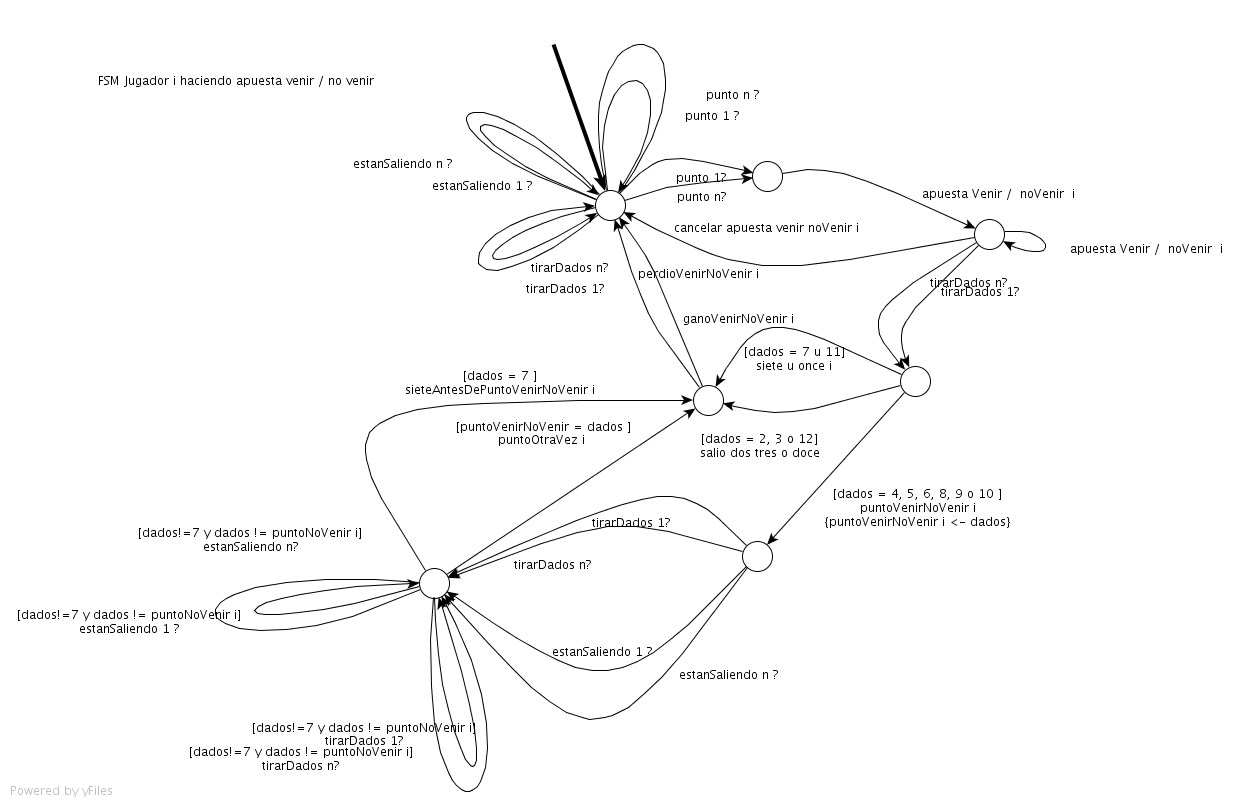 FSM Jugador i haciendo apuesta venir / no venir
punto n ?
punto 1 ?
estanSaliendo n ?
estanSaliendo 1 ?
punto 1?
punto n?
apuesta Venir / noVenir i
cancelar apuesta venir noVenir i
apuesta Venir / noVenir i
tirarDados n?
tirarDados 1?
perdioVenirNoVenir i
tirarDados n?
tirarDados 1?
ganoVenirNoVenir i
[dados = 7 u 11]
siete u once i
[dados = 7 ]
sieteAntesDePuntoVenirNoVenir i
[puntoVenirNoVenir = dados ]
puntoOtraVez i
[dados = 2, 3 o 12]
salio dos tres o doce
[dados = 4, 5, 6, 8, 9 o 10 ]
puntoVenirNoVenir i
{puntoVenirNoVenir i <- dados}
tirarDados 1?
tirarDados n?
[dados!=7 y dados != puntoNoVenir i]
estanSaliendo n?
[dados!=7 y dados != puntoNoVenir i]
estanSaliendo 1 ?
estanSaliendo 1 ?
estanSaliendo n ?
[dados!=7 y dados != puntoNoVenir i]
tirarDados 1?
[dados!=7 y dados != puntoNoVenir i]
tirarDados n?
Powered by yFiles